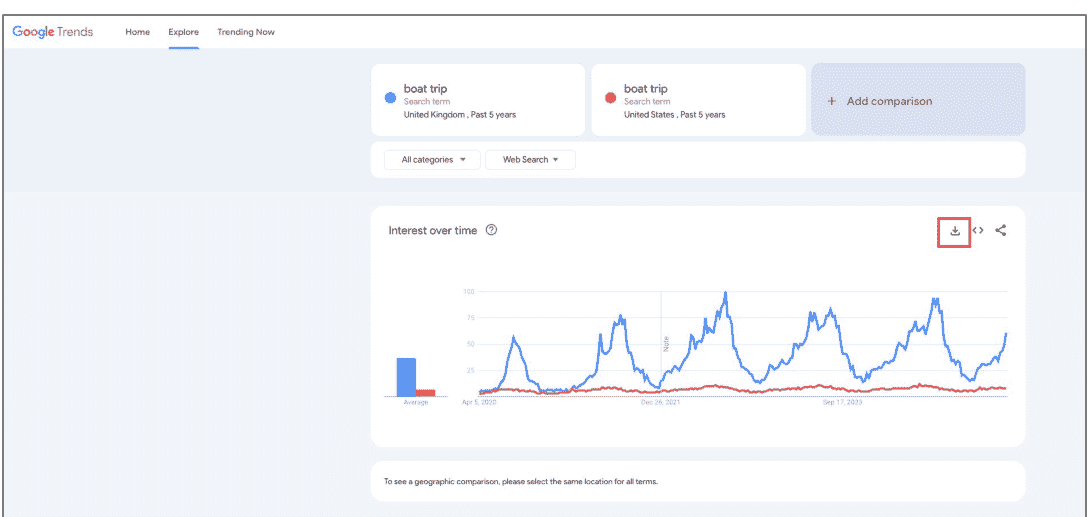 Google Trends Home Explore Trending Now
boat trip
Search term
United Kingdom , Past 5 years
boat trip
Search term
United States , Past 5 years
+ Add comparison
All categories
Web Search
Interest over time
100
75
50
25
Note
Average
Apr 5, 2020
Dec 26, 2021
Sep 17, 2023
To see a geographic comparison, please select the same location for all terms.